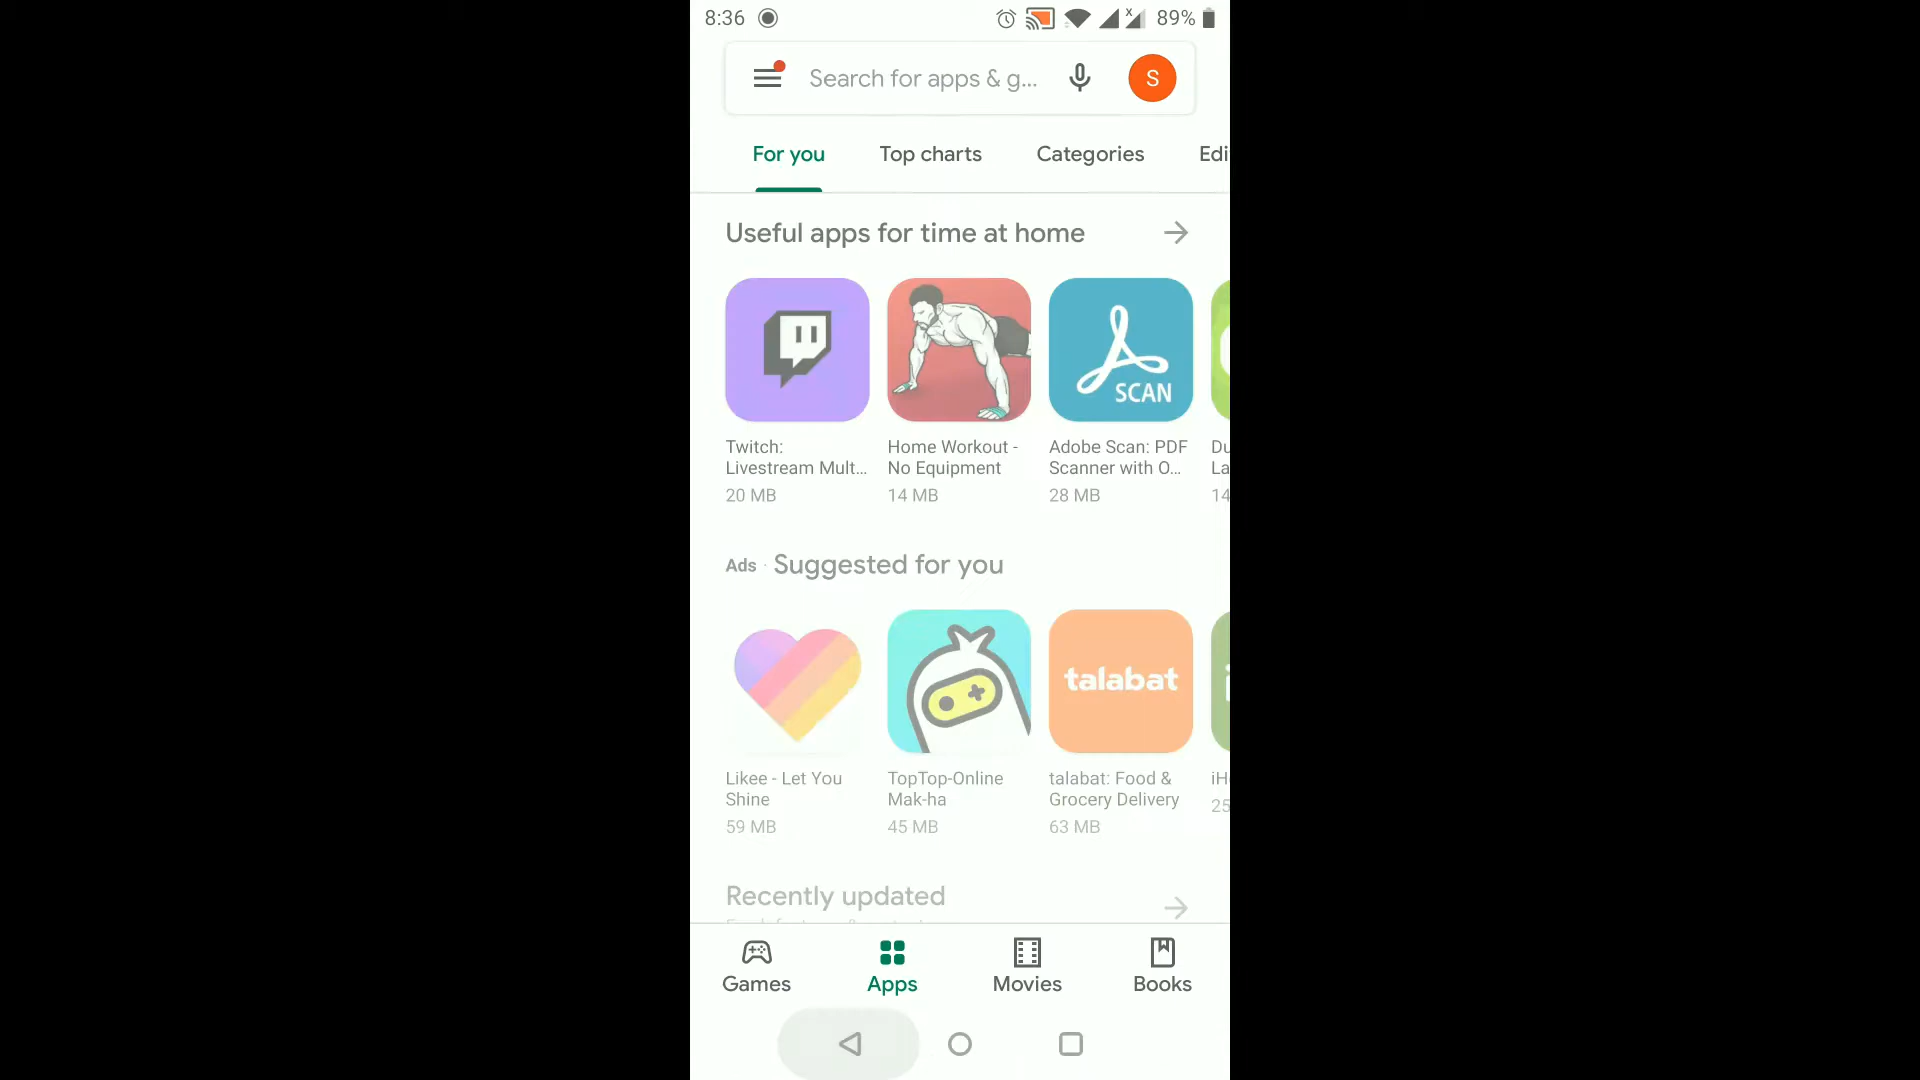 8:36
x
89%
Search for apps & g...
S
For you
Top charts
Categories
Edi
Useful apps for time at home
SCAN
Twitch:
Livestream Mult...
20 MB
Home Workout -
No Equipment
14 MB
Adobe Scan: PDF
Scanner with O...
28 MB
Du
La
14
Ads · Suggested for you
talabat
Likee - Let You
Shine
59 MB
TopTop-Online
Mak-ha
45 MB
talabat: Food &
Grocery Delivery
63 MB
iH
25
Recently updated
Games
Apps
Movies
Books